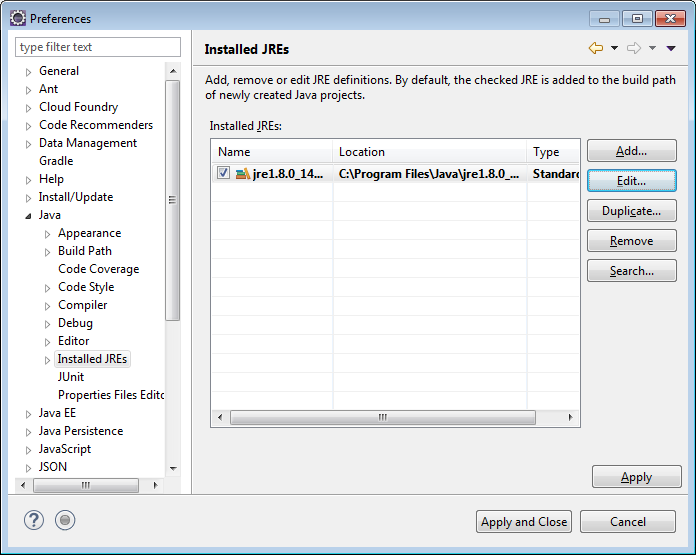 Preferences
type filter text
General
Ant
Cloud Foundry
Code Recommenders
Data Management
Gradle
Help
Install/Update
Java
Appearance
Build Path
Code Coverage
Code Style
Compiler
Debug
Editor
Installed JREs
JUnit
Properties Files Edito
Java EE
Java Persistence
JavaScript
JSON
Installed JREs
Add, remove or edit JRE definitions. By default, the checked JRE is added to the build path
of newly created Java projects.
Installed JREs:
Name Location Type
jre1.8.0_14... C:\Program Files\Java\jre1.8.0_... Standard
Add...
Edit...
Duplicate...
Remove
Search...
Apply
? Apply and Close Cancel